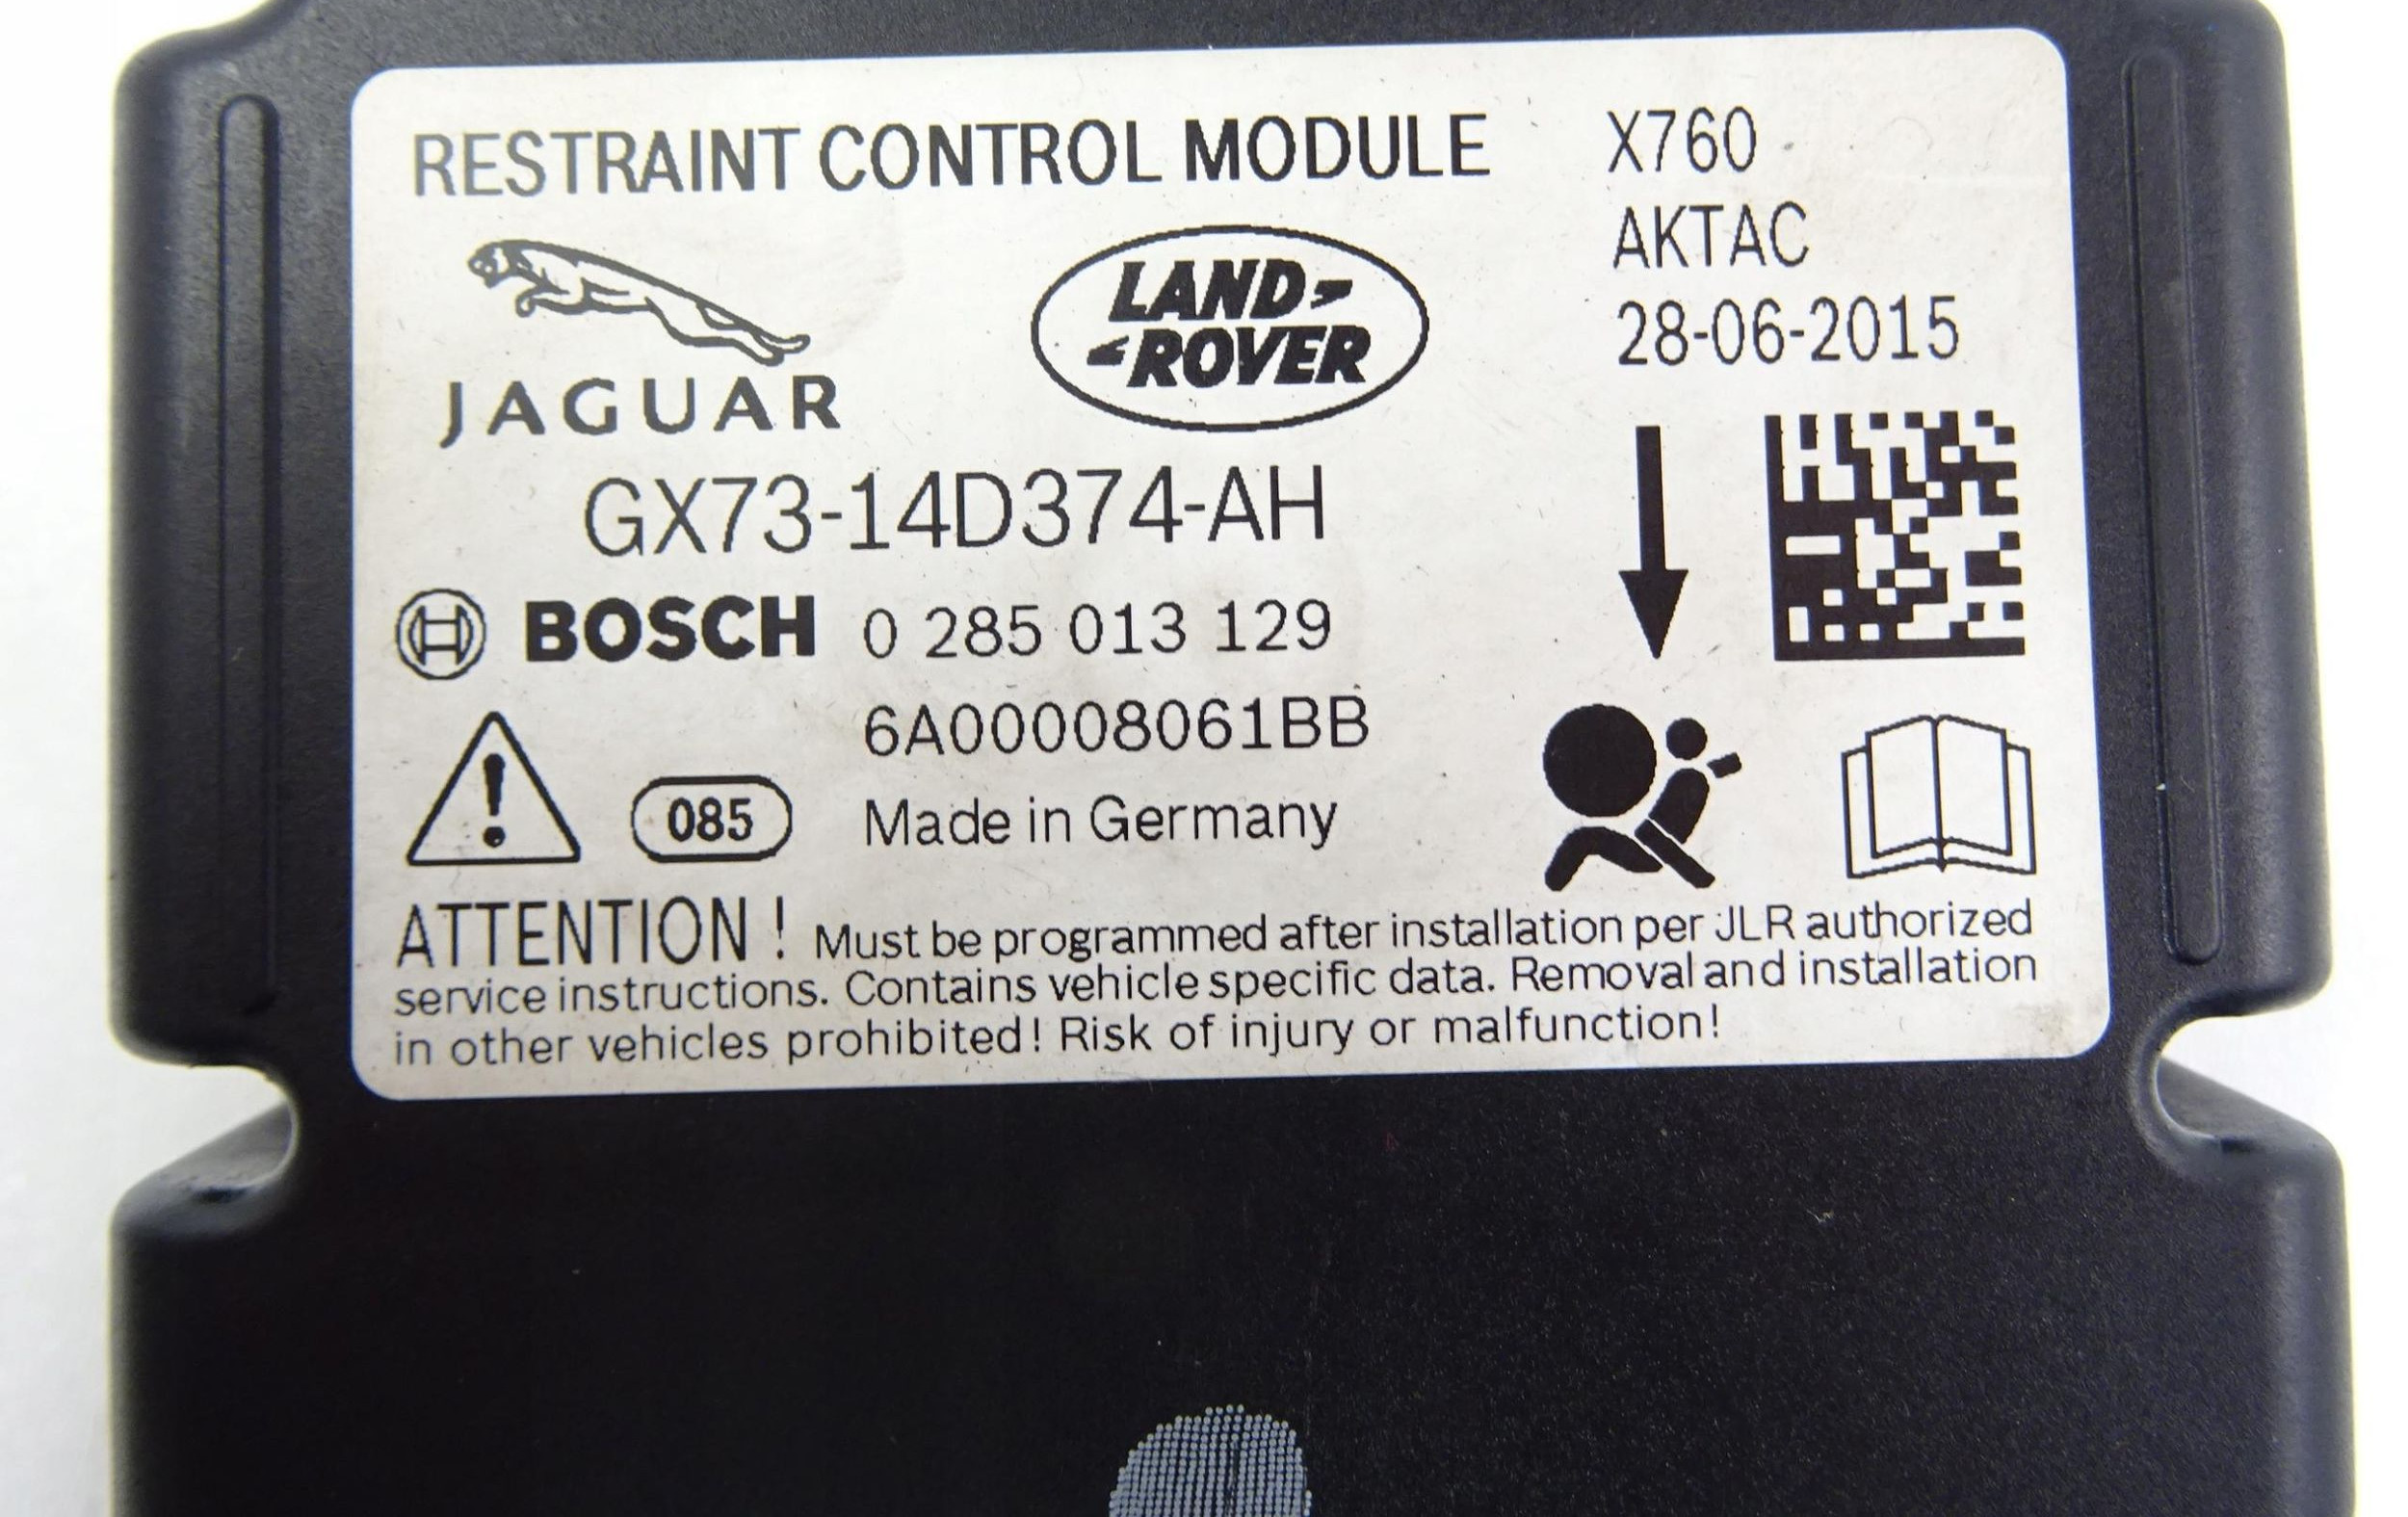 RESTRAINT CONTROL MODULE
X760
AKTAC
28-06-2015
JAGUAR
LAND-
-ROVER
GX73-14D374-AH
BOSCH 0 285 013 129
6A00008061BB
085 Made in Germany
ATTENTION ! Must be programmed after installation per JLR authorized
service instructions. Contains vehicle specific data. Removal and installation
in other vehicles prohibited! Risk of injury or malfunction!